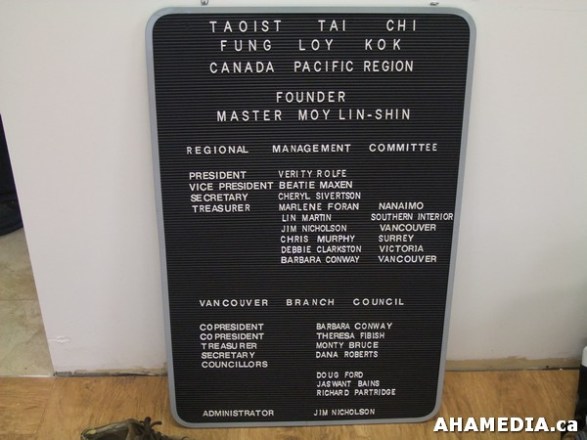 TAOIST TAI CHI
FUNG LOY KOK
CANADA PACIFIC REGION
FOUNDER
MASTER MOY LIN-SHIN
REGIONAL MANAGEMENT COMMITTEE
PRESIDENT VERITY ROLFE
VICE PRESIDENT BEATIE MAXEN
SECRETARY CHERYL SIVERTSON
TREASURER MARLENE FORAN NANAIMO
LIN MARTIN SOUTHERN INTERIOR
JIM NICHOLSON VANCOUVER
CHRIS MURPHY SURREY
DEBBIE CLARKSTON VICTORIA
BARBARA CONWAY VANCOUVER
VANCOUVER BRANCH COUNCIL
COPRESIDENT BARBARA CONWAY
COPRESIDENT THERESA FIBISH
TREASURER MONTY BRUCE
SECRETARY DANA ROBERTS
COUNCILLORS
DOUG FORD
JASWANT BAINS
RICHARD PARTRIDGE
ADMINISTRATOR JIM NICHOLSON
AHAMEDIA.ca